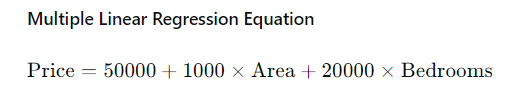 Multiple Linear Regression Equation
Price = 50000 + 1000 × Area + 20000 × Bedrooms